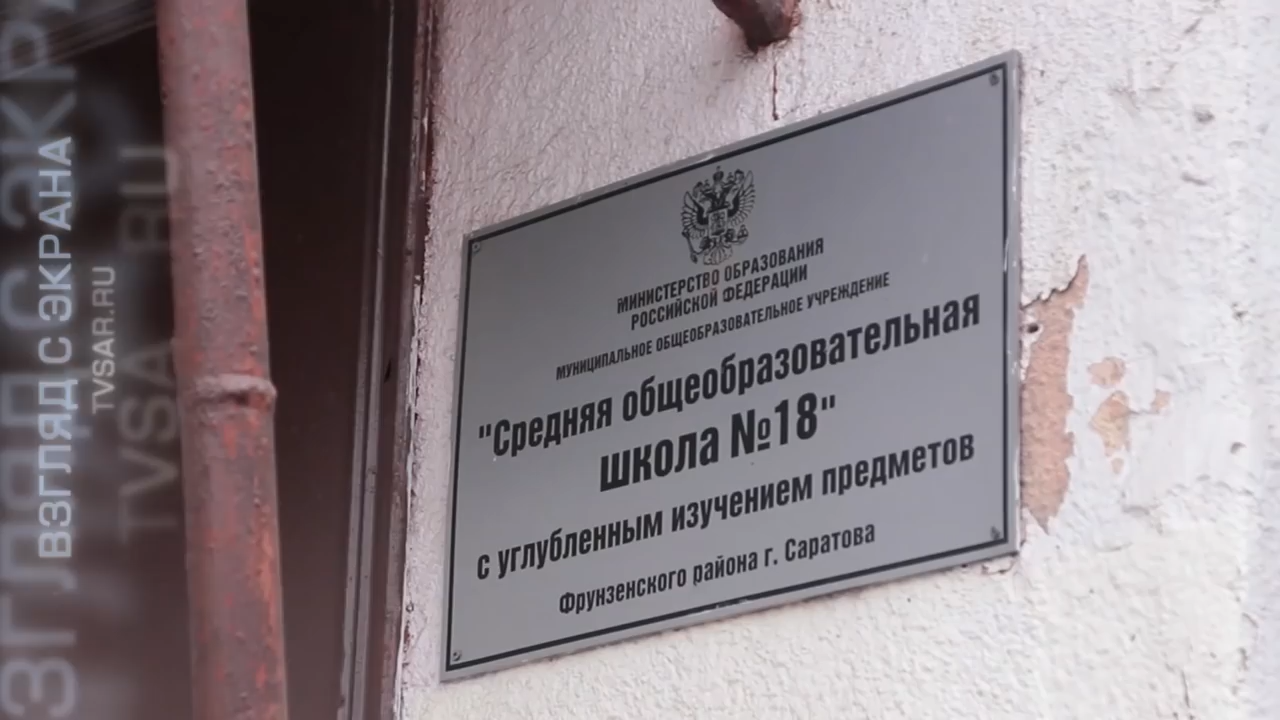 ВЗГЛЯД С ЭКРАНА
TVSAR.RU
МИНИСТЕРСТВО ОБРАЗОВАНИЯ
РОССИЙСКОЙ ФЕДЕРАЦИИ
МУНИЦИПАЛЬНОЕ ОБЩЕОБРАЗОВАТЕЛЬНОЕ УЧРЕЖДЕНИЕ
"Средняя общеобразовательная
школа №18"
с углубленным изучением предметов
Фрунзенского района г. Саратова